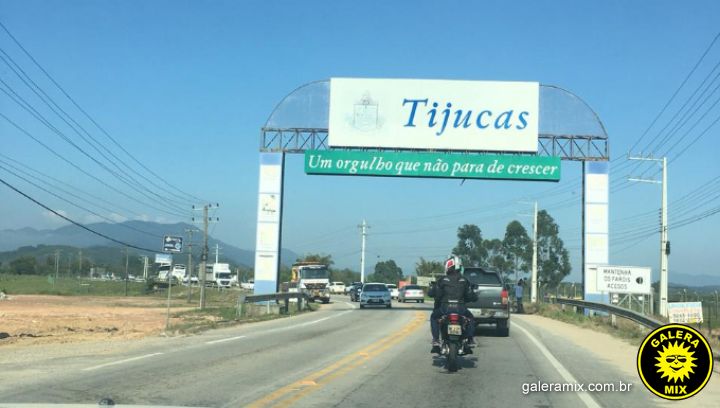 Tijucas
Um orgulho que não para de crescer
MANTENHA
OS FARÓIS
ACESOS
galeramix.com.br
GALERA
MIX